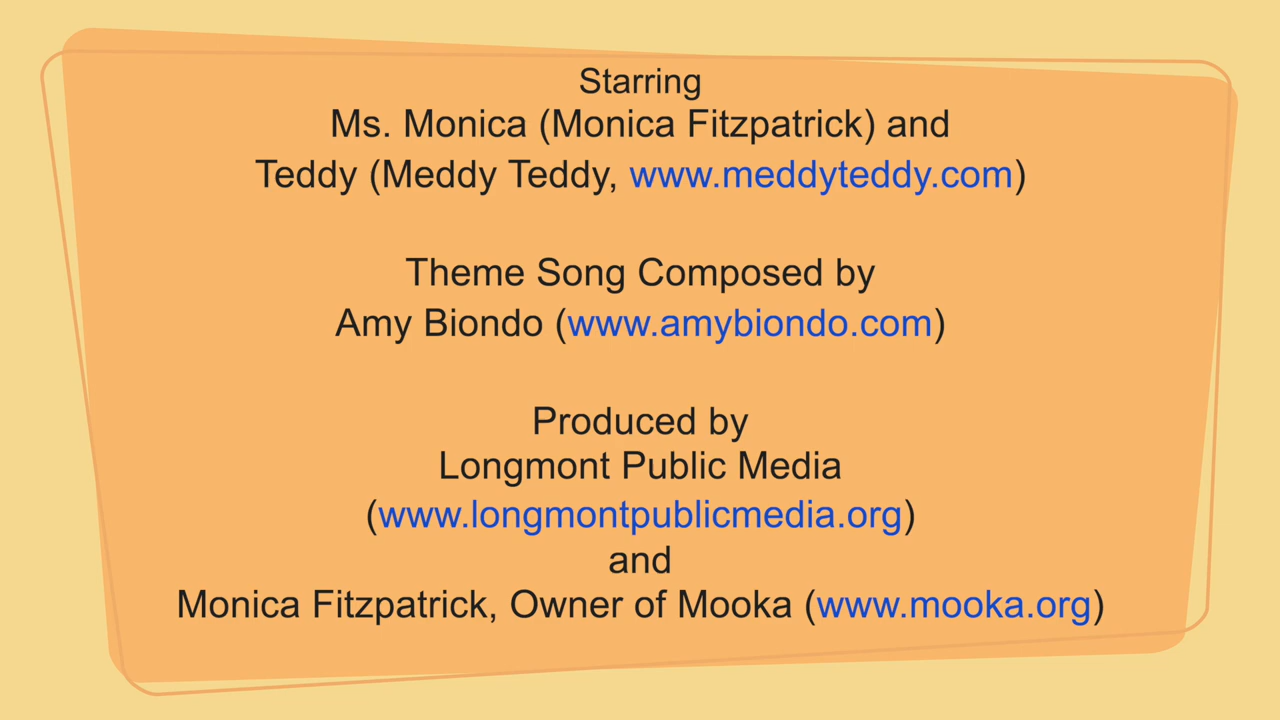 Starring
Ms. Monica (Monica Fitzpatrick) and
Teddy (Meddy Teddy, www.meddyteddy.com)
Theme Song Composed by
Amy Biondo (www.amybiondo.com)
Produced by
Longmont Public Media
(www.longmontpublicmedia.org)
and
Monica Fitzpatrick, Owner of Mooka (www.mooka.org)